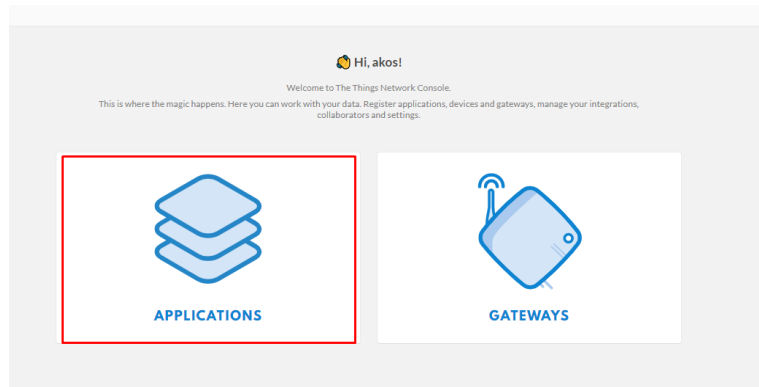 Hi, akos!
Welcome to The Things Network Console.
This is where the magic happens. Here you can work with your data. Register applications, devices and gateways, manage your integrations,
collaborators and settings.
APPLICATIONS
GATEWAYS